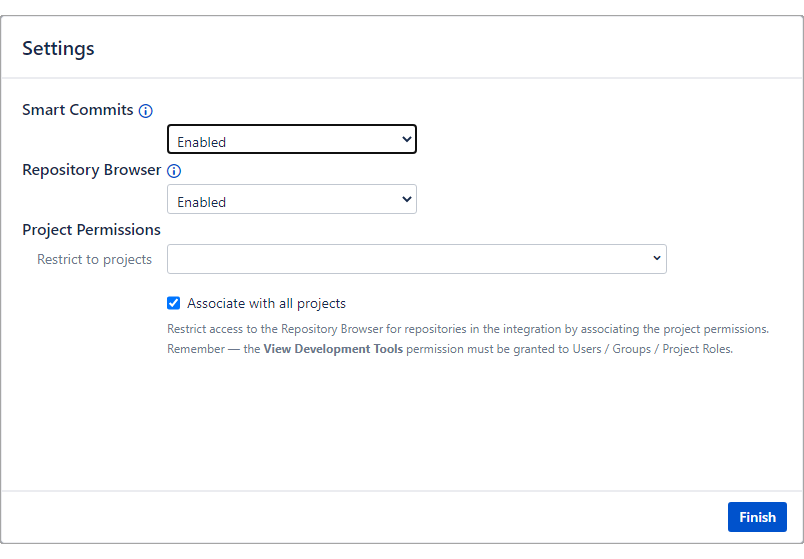 Settings
Smart Commits
Enabled
Repository Browser
Enabled
Project Permissions
Restrict to projects
Associate with all projects
Restrict access to the Repository Browser for repositories in the integration by associating the project permissions.
Remember — the View Development Tools permission must be granted to Users / Groups / Project Roles.
Finish